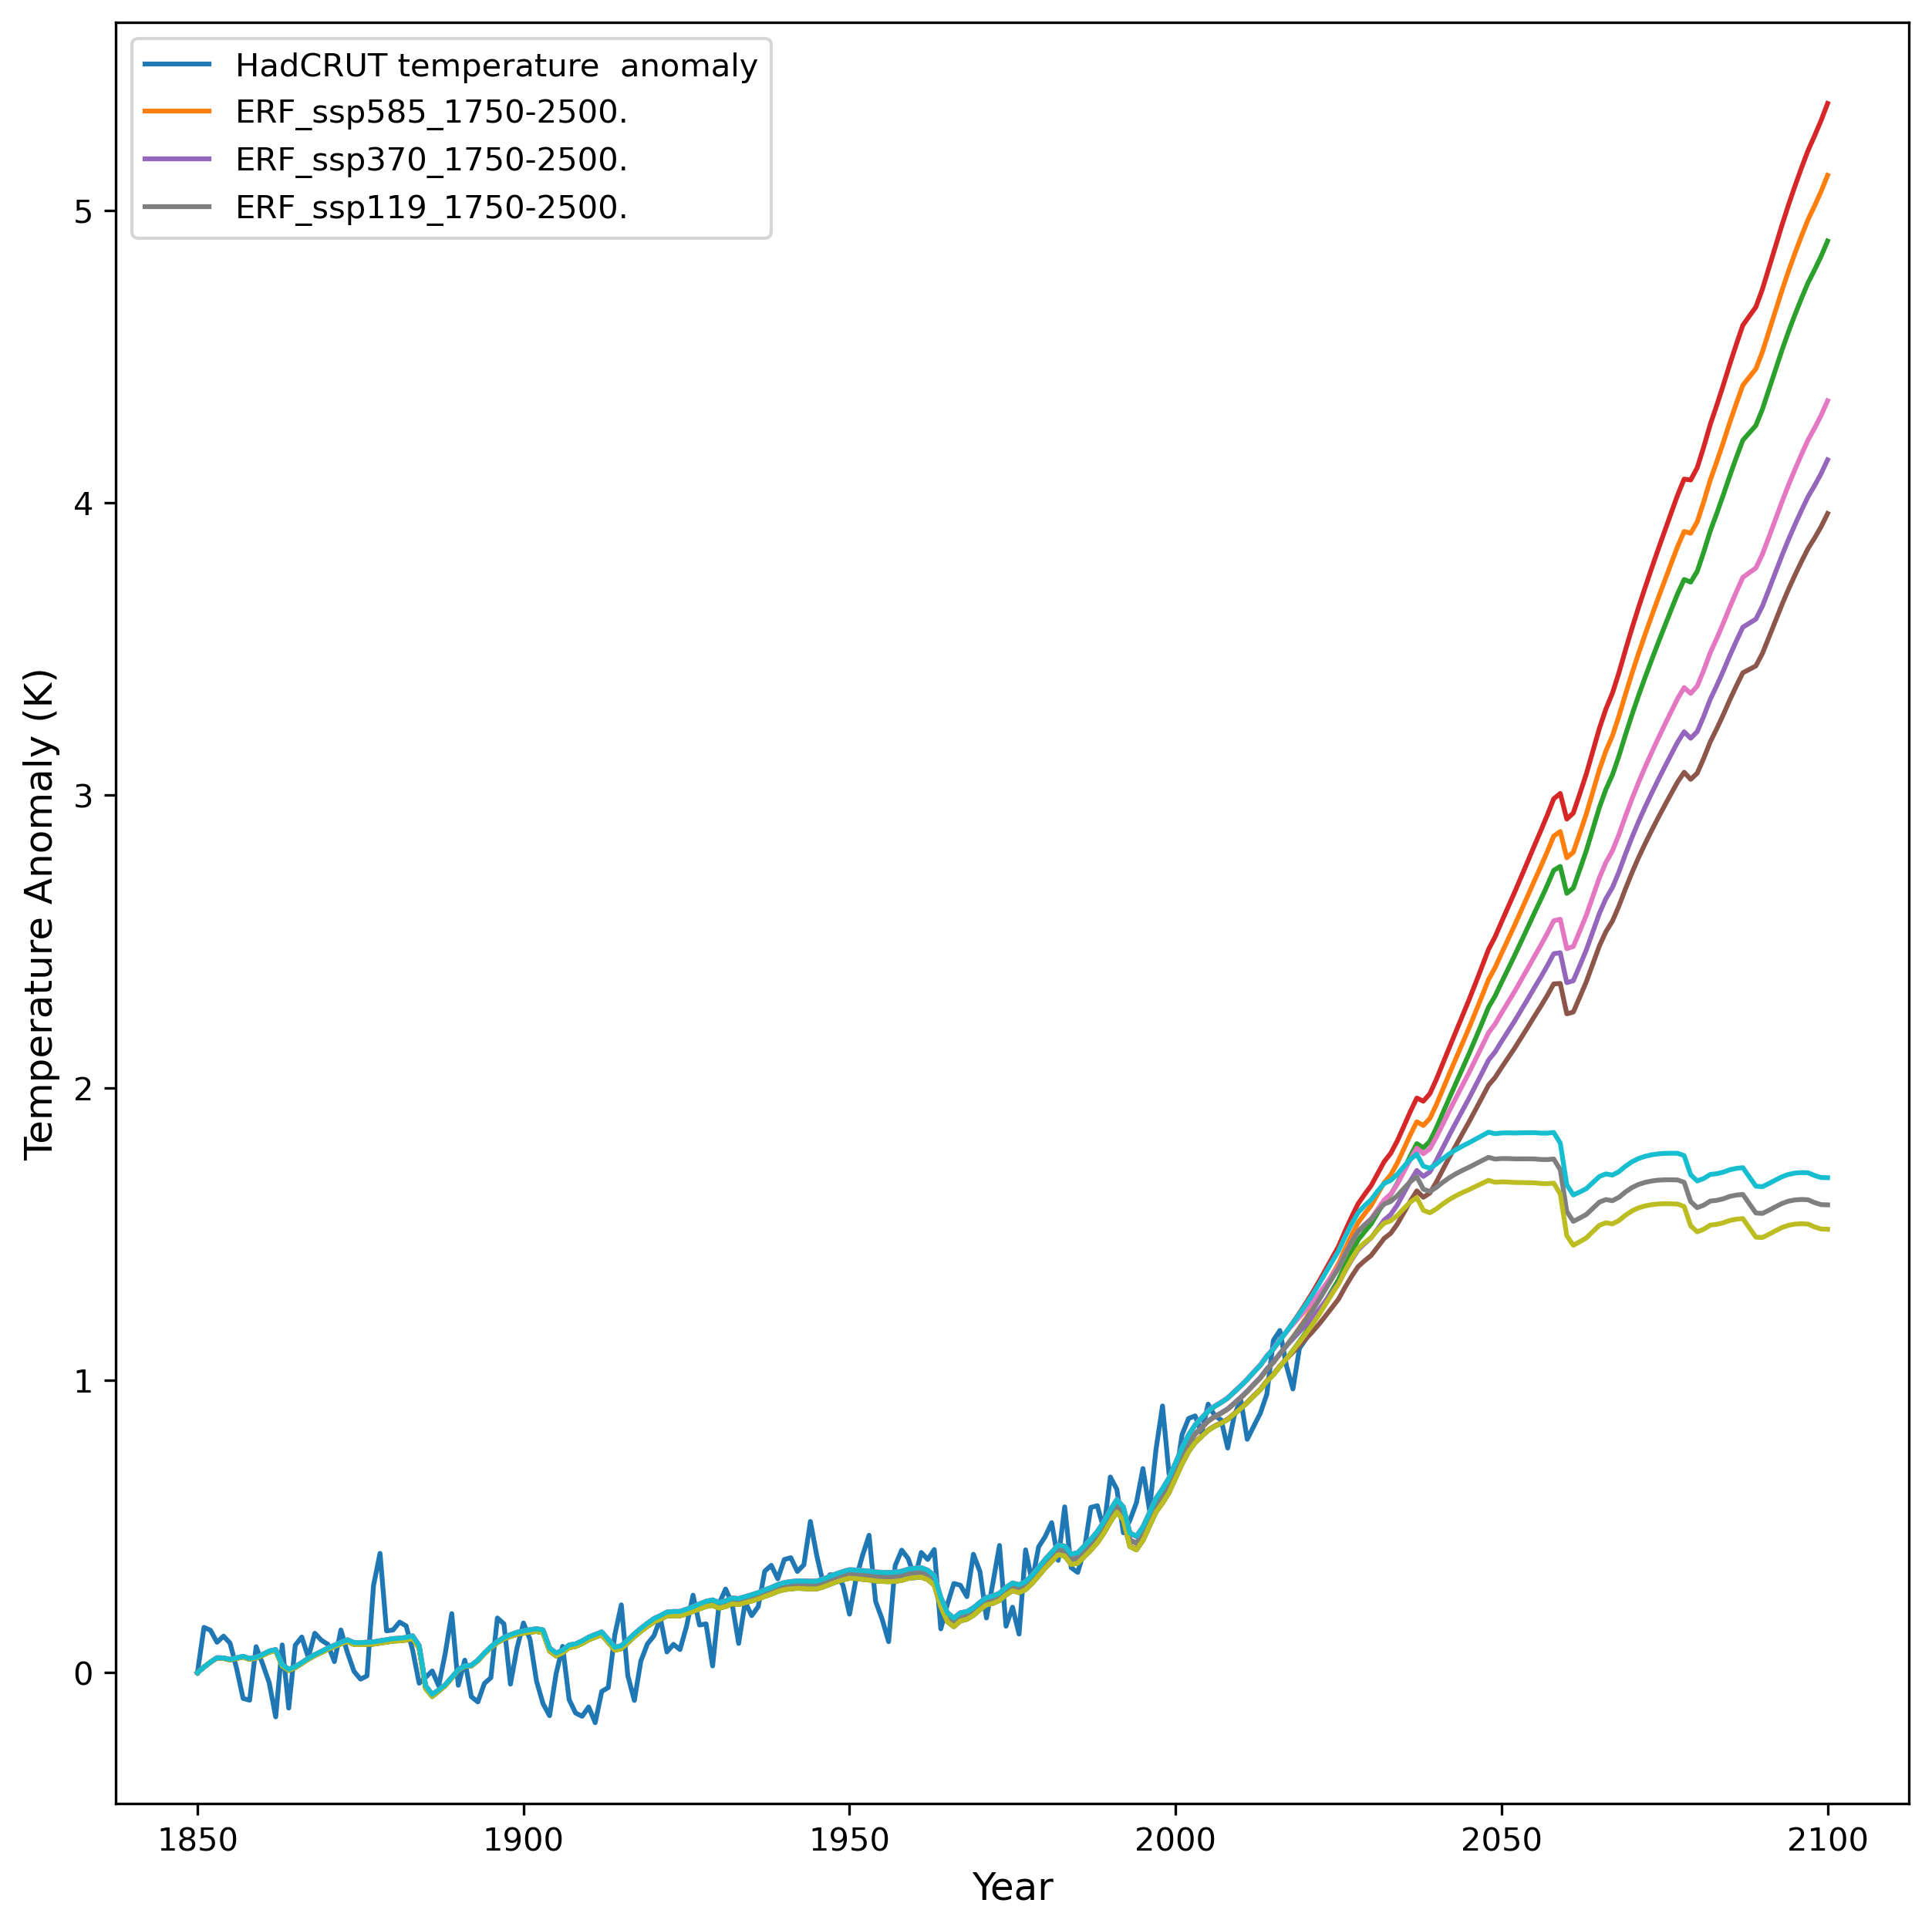 HadCRUT temperature  anomaly
ERF_ssp585_1750-2500.
ERF_ssp370_1750-2500.
ERF_ssp119_1750-2500.
5
4
3
2
1
0
Temperature Anomaly (K)
1850 1900 1950 2000 2050 2100
Year